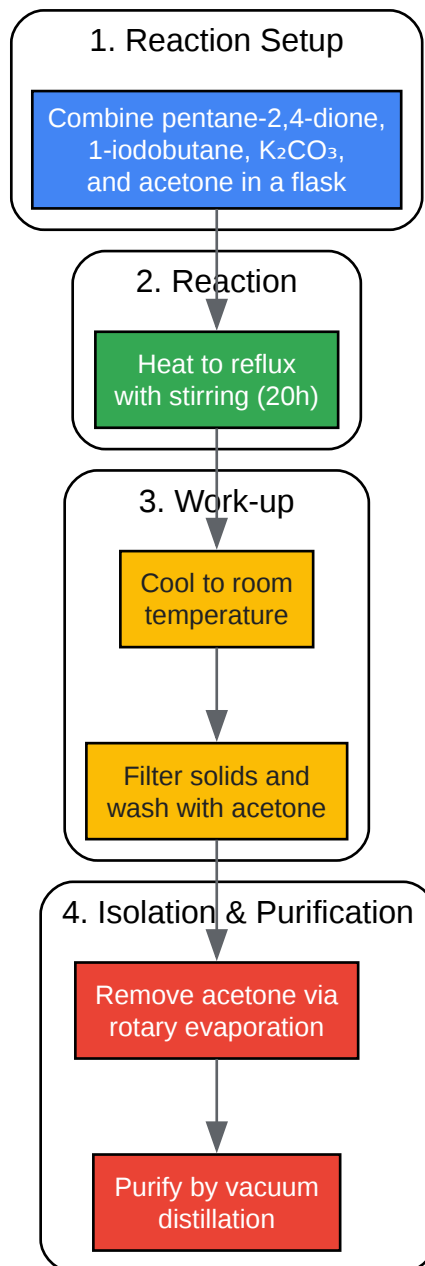 1. Reaction Setup
Combine pentane-2,4-dione,
1-iodobutane, K₂CO₃,
and acetone in a flask
2. Reaction
Heat to reflux
with stirring (20h)
3. Work-up
Cool to room
temperature
Filter solids and
wash with acetone
4. Isolation & Purification
Remove acetone via
rotary evaporation
Purify by vacuum
distillation